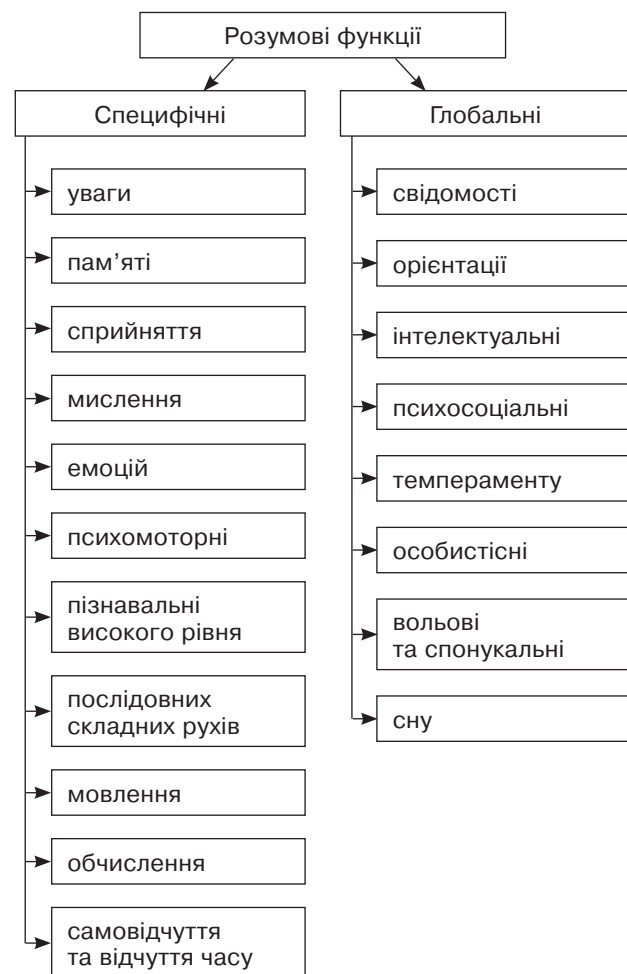 Розумові функції
Специфічні
уваги
пам’яті
сприйняття
мислення
емоцій
психомоторні
пізнавальні
високого рівня
послідовних
складних рухів
мовлення
обчислення
самовідчуття
та відчуття часу
Глобальні
свідомості
орієнтації
інтелектуальні
психосоціальні
темпераменту
особистісні
вольові
та спонукальні
сну